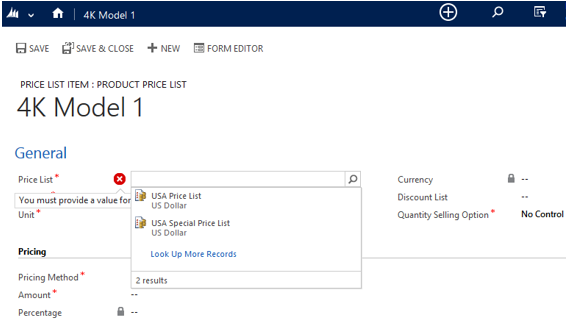 4K Model 1
SAVE SAVE & CLOSE NEW FORM EDITOR
PRICE LIST ITEM : PRODUCT PRICE LIST
4K Model 1
General
Price List *
Currency --
You must provide a value for
Discount List --
Unit *
Quantity Selling Option * No Control
USA Price List
US Dollar
USA Special Price List
US Dollar
Look Up More Records
2 results
Pricing
Pricing Method *
Amount * --
Percentage --